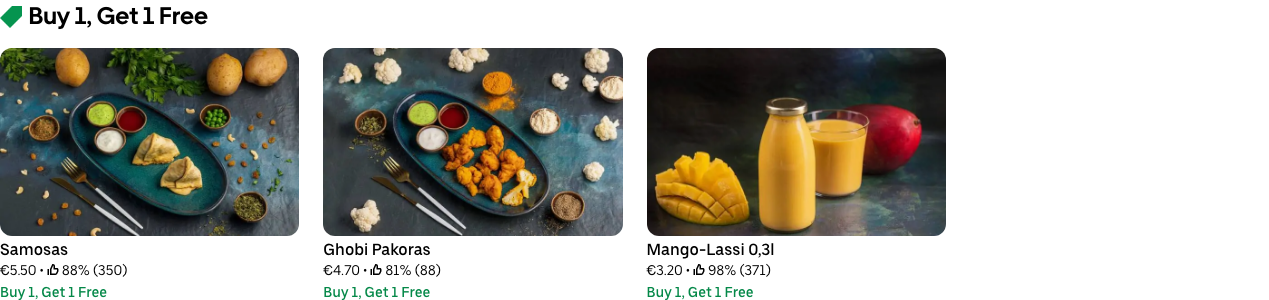 Buy 1, Get 1 Free
Samosas
€5.50 • 88% (350)
Buy 1, Get 1 Free
Ghobi Pakoras
€4.70 • 81% (88)
Buy 1, Get 1 Free
Mango-Lassi 0,3l
€3.20 • 98% (371)
Buy 1, Get 1 Free